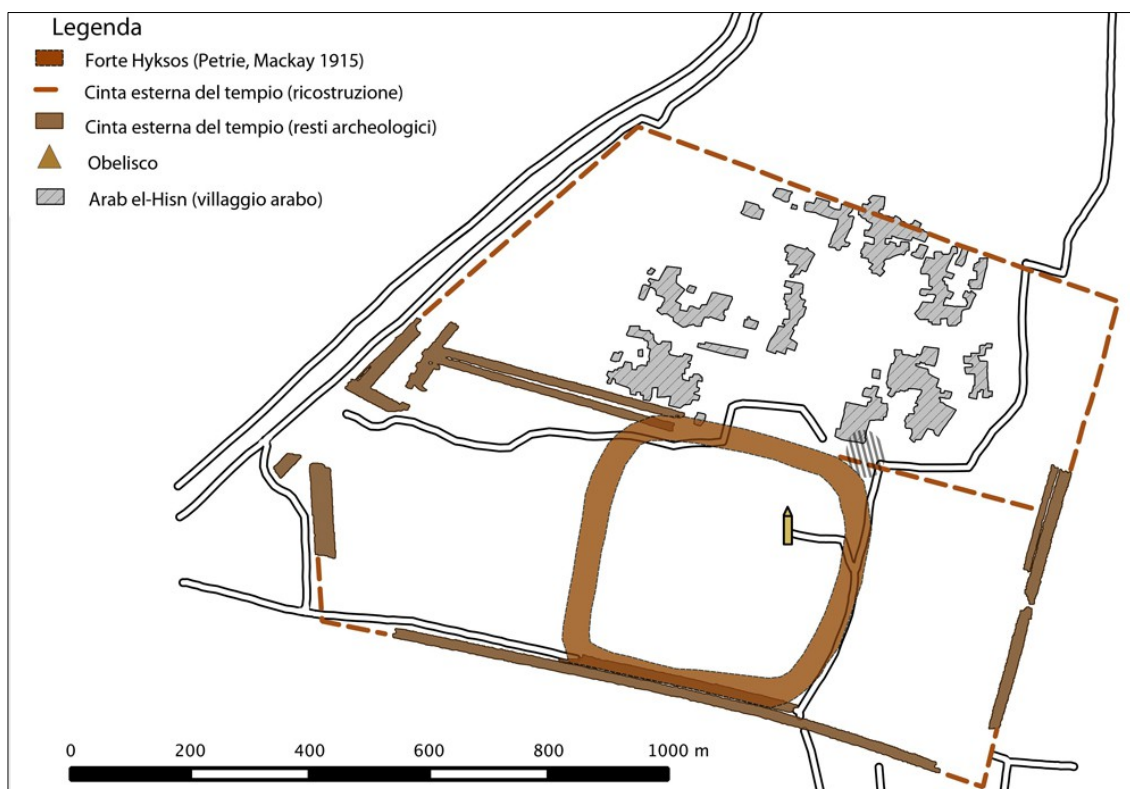 Legenda
Forte Hyksos (Petrie, Mackay 1915)
Cinta esterna del tempio (ricostruzione)
Cinta esterna del tempio (resti archeologici)
Obelisco
Arab el-Hisn (villaggio arabo)
0 200 400 600 800 1000 m